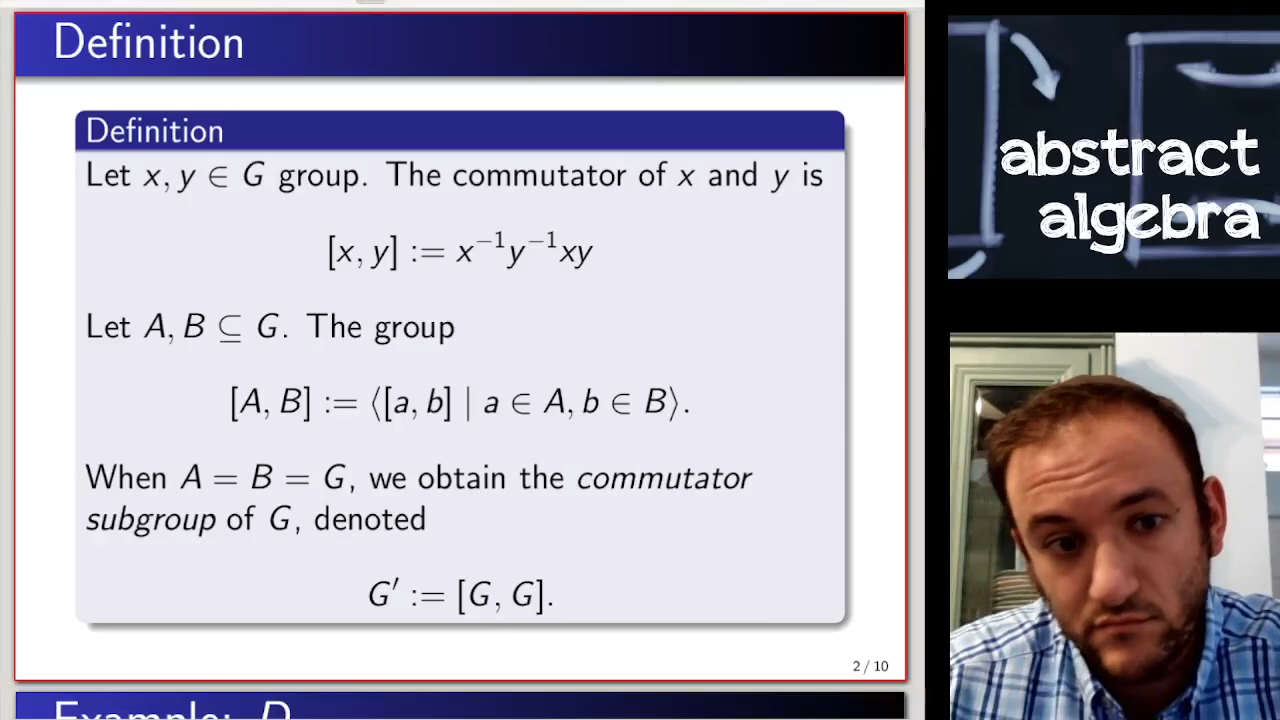 Definition
Definition
Let x, y ∈ G group. The commutator of x and y is
[x, y] := x⁻¹y⁻¹xy
Let A, B ⊆ G. The group
[A, B] := ⟨[a, b] | a ∈ A, b ∈ B⟩.
When A = B = G, we obtain the commutator
subgroup of G, denoted
G′ := [G, G].
2 / 10
Example: D
abstract
algebra